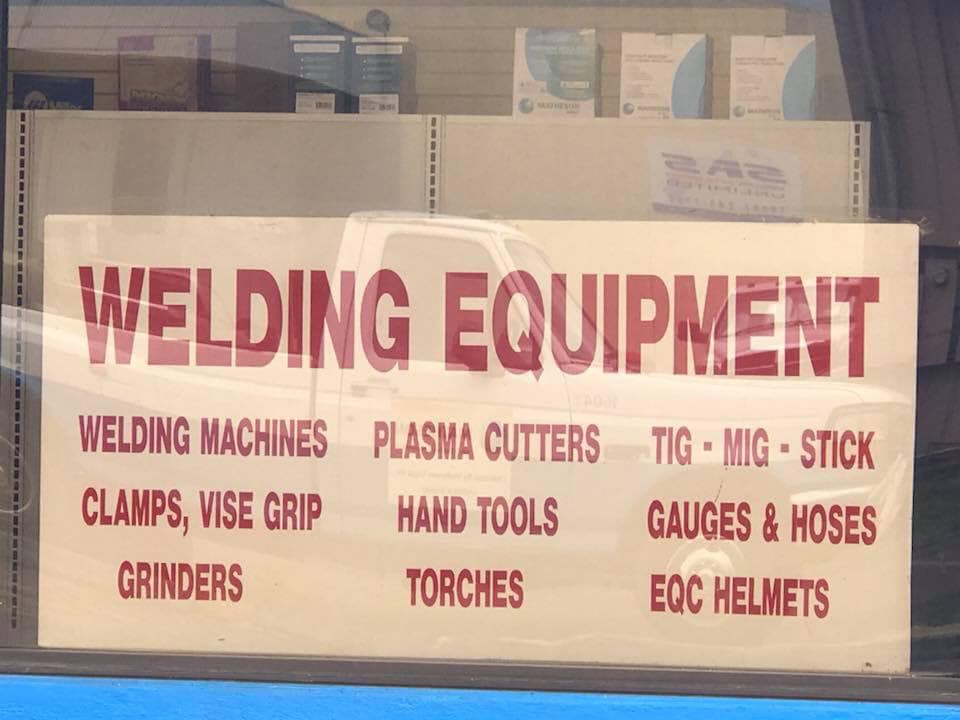 WELDING EQUIPMENT
WELDING MACHINES PLASMA CUTTERS TIG - MIG - STICK
CLAMPS, VISE GRIP HAND TOOLS GAUGES & HOSES
GRINDERS TORCHES EQC HELMETS